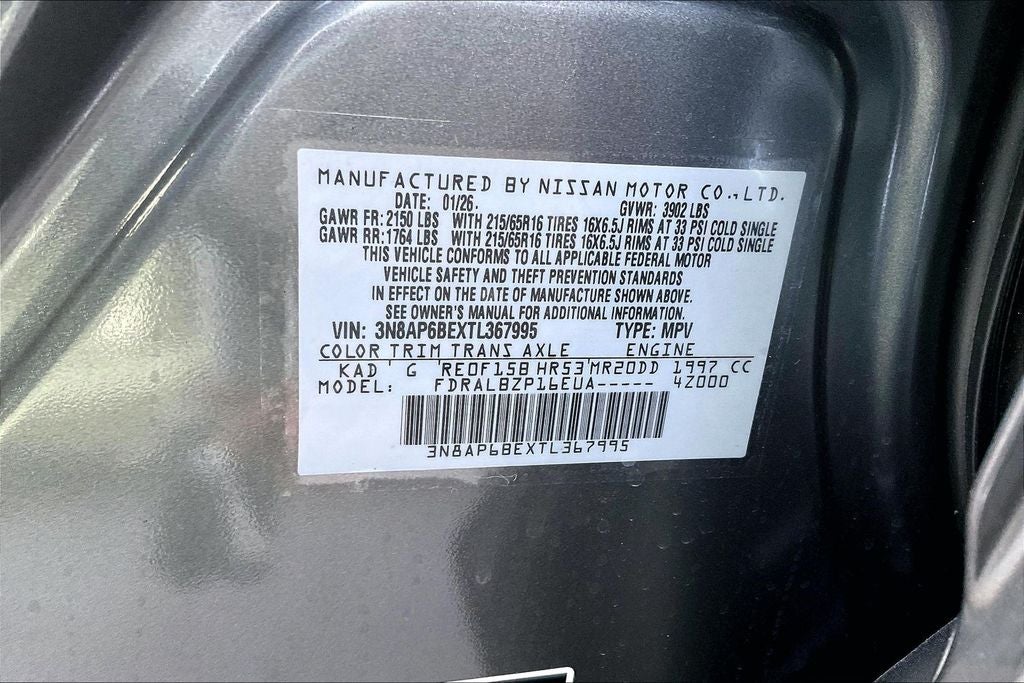 MANUFACTURED BY NISSAN MOTOR CO.,LTD.
DATE: 01/26. GVWR: 3902 LBS
GAWR FR: 2150 LBS WITH 215/65R16 TIRES 16X6.5J RIMS AT 33 PSI COLD SINGLE
GAWR RR: 1764 LBS WITH 215/65R16 TIRES 16X6.5J RIMS AT 33 PSI COLD SINGLE
THIS VEHICLE CONFORMS TO ALL APPLICABLE FEDERAL MOTOR
VEHICLE SAFETY AND THEFT PREVENTION STANDARDS
IN EFFECT ON THE DATE OF MANUFACTURE SHOWN ABOVE.
SEE OWNER'S MANUAL FOR ADDITIONAL INFORMATION.
VIN: 3N8AP6BEXTL367995 TYPE: MPV
COLOR TRIM TRANS AXLE ENGINE
KAD G RE0F15B HR53 MR20DD 1997 CC
MODEL: FDRALBZP16EUA----- 4Z000
3N8AP6BEXTL367995